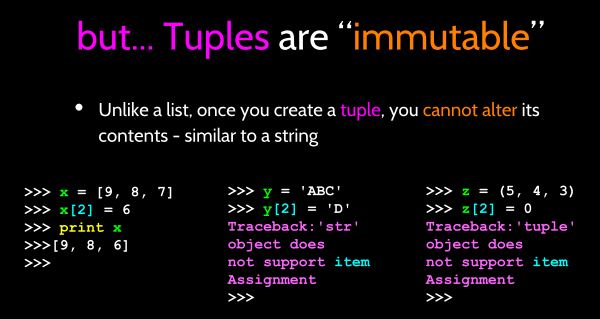 but... Tuples are “immutable”
• Unlike a list, once you create a tuple, you cannot alter its
contents - similar to a string
>>> x = [9, 8, 7]
>>> x[2] = 6
>>> print x
>>>[9, 8, 6]
>>>
>>> y = 'ABC'
>>> y[2] = 'D'
Traceback:'str'
object does
not support item
Assignment
>>>
>>> z = (5, 4, 3)
>>> z[2] = 0
Traceback:'tuple'
object does
not support item
Assignment
>>>